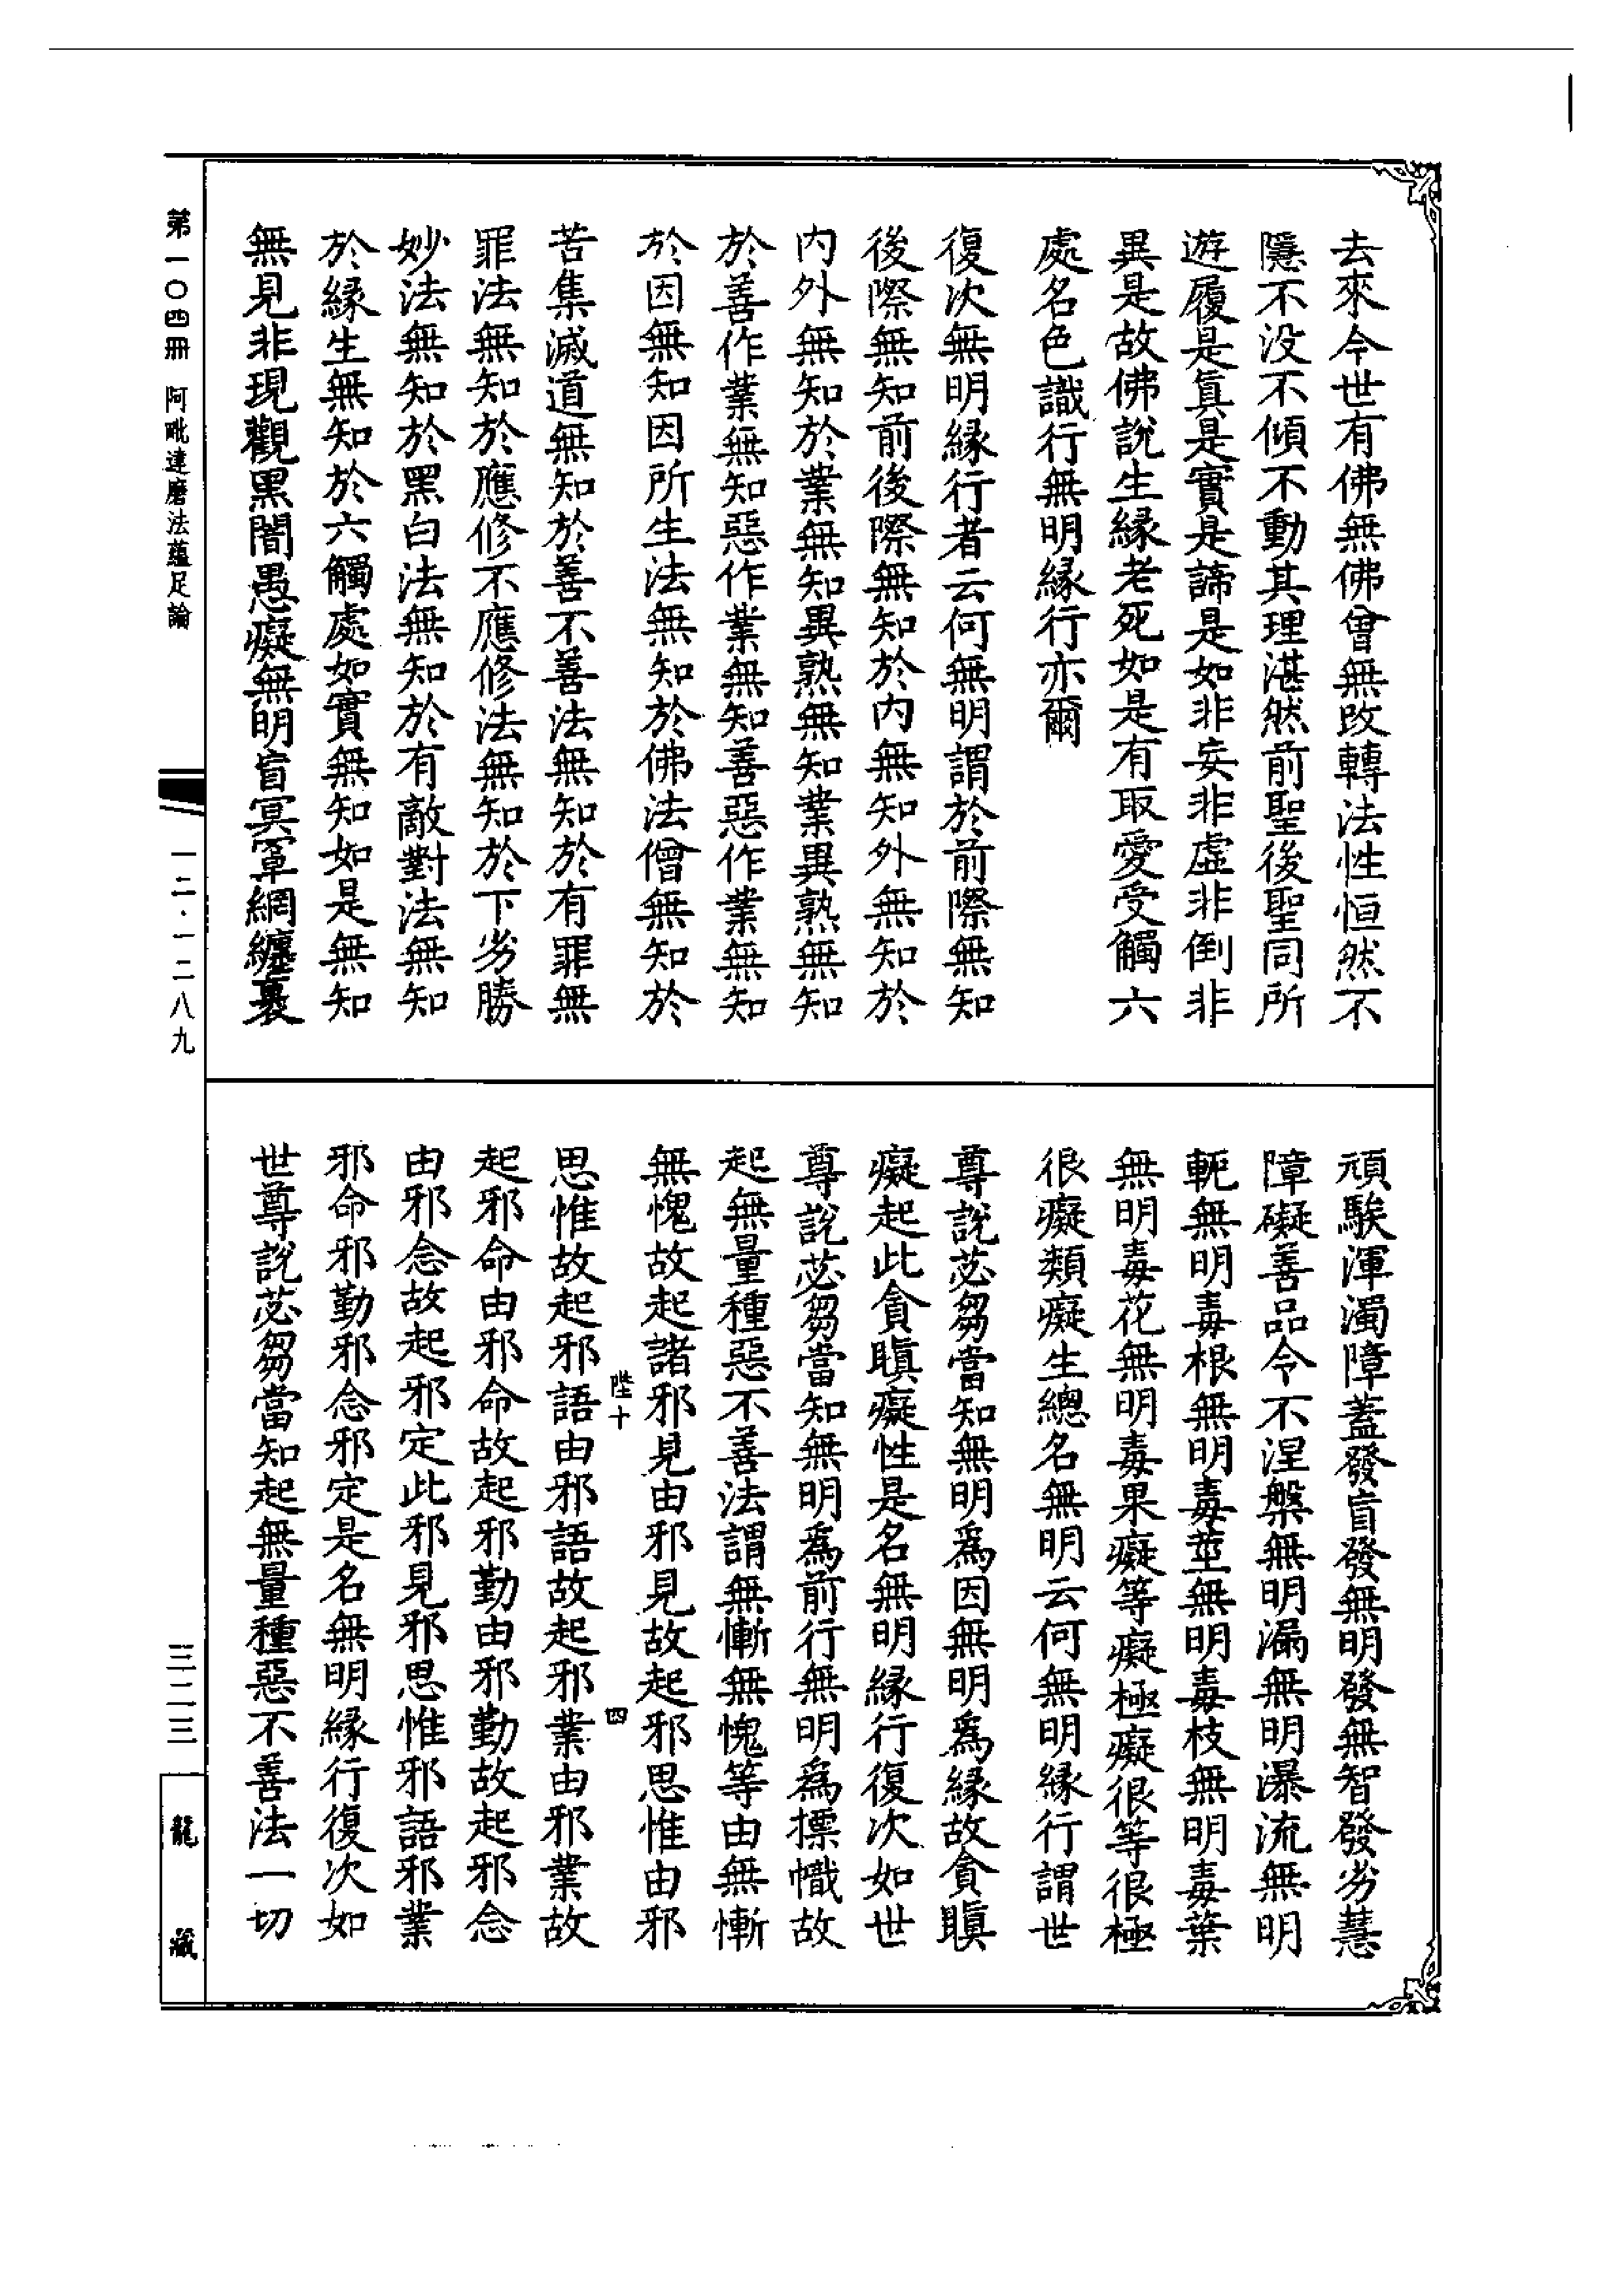 去來今世有佛無佛曾無改轉法性恒然不
隱不没不傾不動其理湛然前聖後聖同所
遊履是真是實是諦是如非妄非虚非倒非
異是故佛說生緣老死如是有取愛受觸六
處名色識行無明緣行亦爾
復次無明緣行者云何無明謂於前際無知
後際無知前後際無知於内無知外無知於
内外無知於業無知異熟無知業異熟無知
於善作業無知惡作業無知善惡作業無知
於因無知因所生法無知於佛法僧無知於
苦集滅道無知於善不善法無知於有罪無
罪法無知於應修不應修法無知於下劣勝
妙法無知於黑白法無知於有敵對法無知
於緣生無知於六觸處如實無知如是無知
無見非現觀黑闇愚癡無明盲冥罩網纏裹
頑騃渾濁障蓋發盲發無明發無智發劣慧
障礙善品令不涅槃無明漏無明瀑流無明
軛無明毒根無明毒莖無明毒枝無明毒葉
無明毒花無明毒果癡等癡極癡很等很極
很癡類癡生總名無明云何無明緣行謂世
尊說苾芻當知無明為因無明為緣故貪瞋
癡起此貪瞋癡性是名無明緣行復次如世
尊說苾芻當知無明為前行無明為摽幟故
起無量種惡不善法謂無慚無愧等由無慚
無愧故起諸邪見由邪見故起邪思惟由邪
陛十 四
思惟故起邪語由邪語故起邪業由邪業故
起邪命由邪命故起邪勤由邪勤故起邪念
由邪念故起邪定此邪見邪思惟邪語邪業
邪命邪勤邪念邪定是名無明緣行復次如
世尊說苾芻當知起無量種惡不善法一切
第一〇四冊 阿毗達磨法蘊足論
一二·一二八九
三二三
龍藏